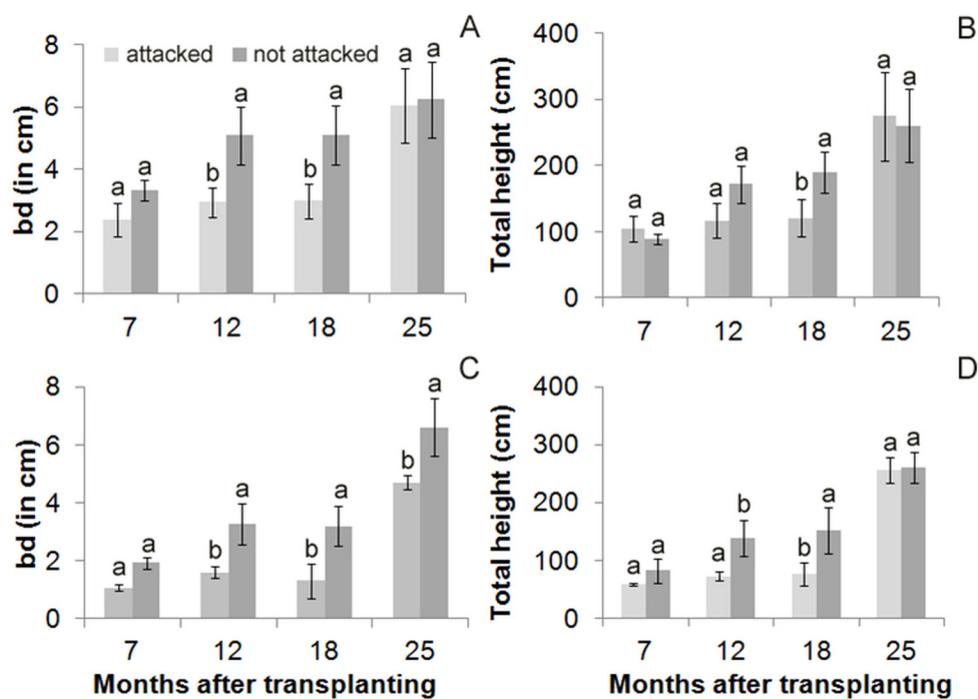 A
8
attacked not attacked
a a
a
a
6
bd (in cm)
4
a
a
b
b
2
0
7 12 18 25
B
400
a
a
300
Total height (cm)
a
a
200
a
b
a
a
100
0
7 12 18 25
C
8
a
6
bd (in cm)
b
a
a
4
a
b
b
2
a
0
7 12 18 25
Months after transplanting
D
400
a a
300
Total height (cm)
a
b
200
a
a
b
a
100
0
7 12 18 25
Months after transplanting